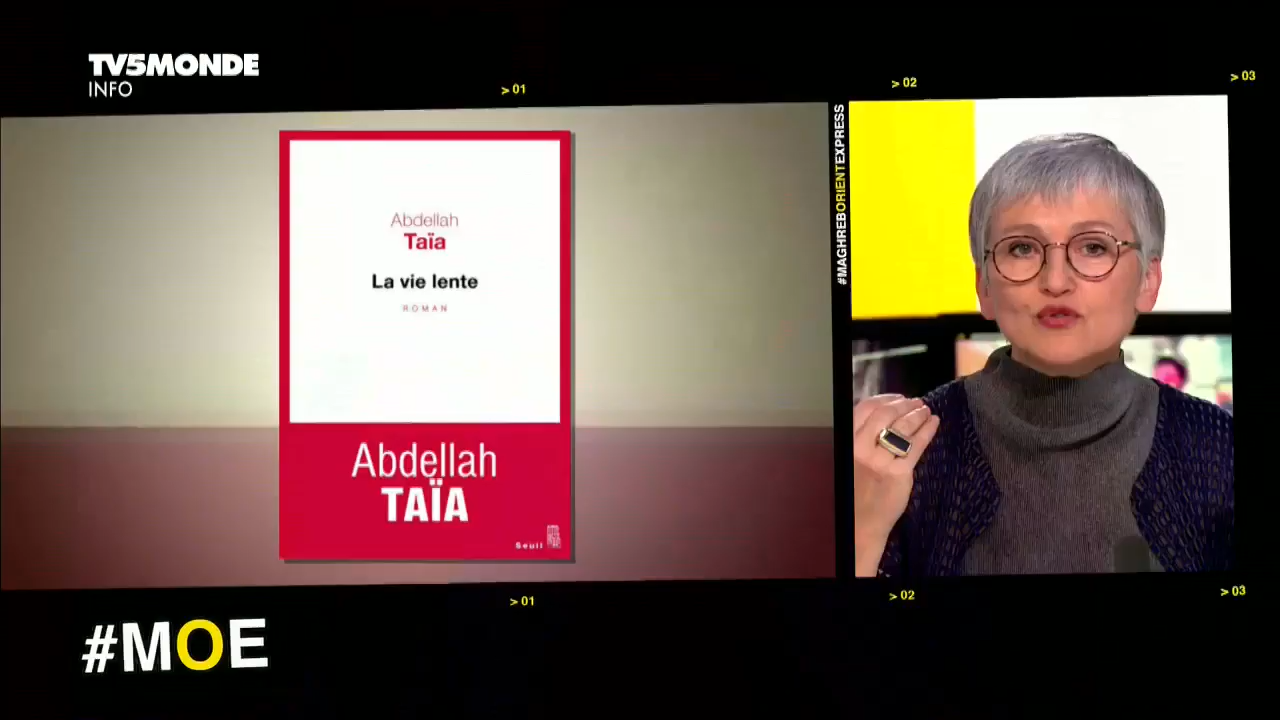 TV5MONDE
INFO
> 01
> 02
> 03
#MAGHREBORIENTEXPRESS
Abdellah
Taïa
La vie lente
ROMAN
Abdellah
TAÏA
Seuil
> 01
> 02
> 03
#MOE